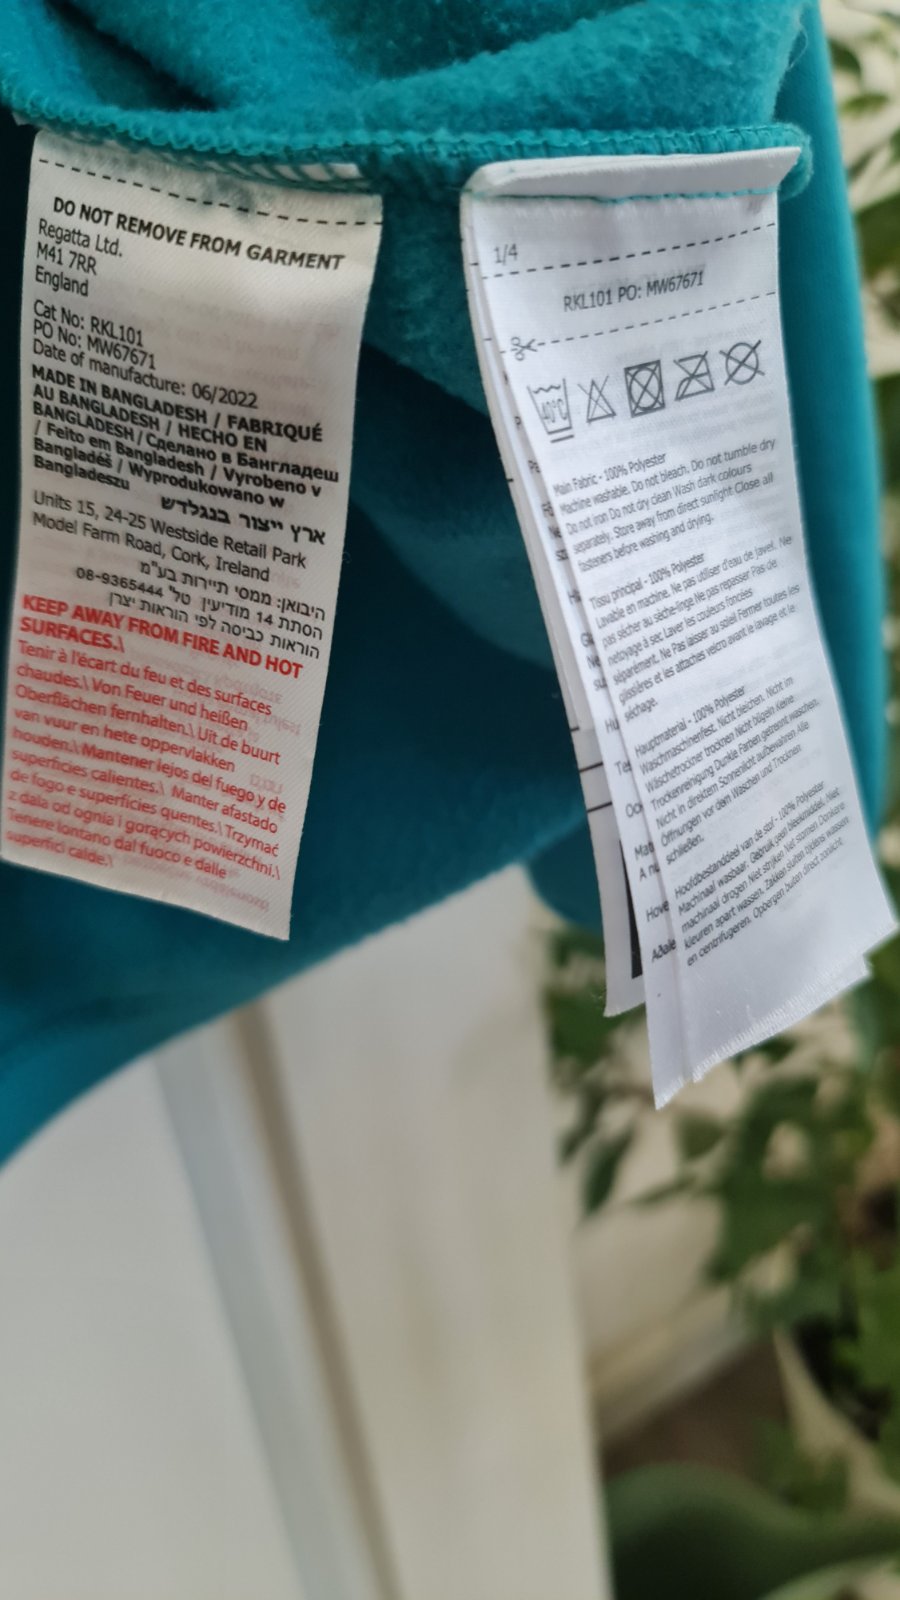 DO NOT REMOVE FROM GARMENT
Regatta Ltd.
M41 7RR
England
Cat No: RKL101
PO No: MW67671
Date of manufacture: 06/2022
MADE IN BANGLADESH / FABRIQUÉ
AU BANGLADESH / HECHO EN
BANGLADESH / Сделано в Бангладеш
/ Feito em Bangladesh / Vyrobeno v
Bangladéš / Wyprodukowano w
Bangladeszu
ארץ ייצור בנגלדש
Units 15, 24-25 Westside Retail Park
Model Farm Road, Cork, Ireland
היבואן: ממסי תיירות בע"מ
הסתת 14 מודיעין טל' 08-9365444
הוראות כביסה לפי הוראות יצרן
KEEP AWAY FROM FIRE AND HOT
SURFACES.\
Tenir à l'écart du feu et des surfaces
chaudes.\ Von Feuer und heißen
Oberflächen fernhalten.\ Uit de buurt
van vuur en hete oppervlakken
houden.\ Mantener lejos del fuego y de
superficies calientes.\ Manter afastado
de fogo e superfícies quentes.\ Trzymać
z dala od ognia i gorących powierzchni.\
Tenere lontano dal fuoco e dalle
superfici calde.\
1/4
RKL101 PO: MW67671
40°C
Main Fabric - 100% Polyester
Machine washable. Do not bleach. Do not tumble dry
Do not iron Do not dry clean Wash dark colours
separately. Store away from direct sunlight Close all
fasteners before washing and drying.
Tissu principal - 100% Polyester
Lavable en machine. Ne pas utiliser d'eau de javel. Ne
pas sécher au sèche-linge Ne pas repasser Pas de
nettoyage à sec Laver les couleurs foncées
séparément. Ne Pas laisser au soleil Fermer toutes les
glissières et les attaches velcro avant le lavage et le
séchage.
Hauptmaterial - 100% Polyester
Waschmaschinenfest. Nicht bleichen. Nicht im
Wäschetrockner trocknen Nicht bügeln Keine
Trockenreinigung Dunkle Farben getrennt waschen.
Nicht in direktem Sonnenlicht aufbewahren Alle
Öffnungen vor dem Waschen und Trocknen
schließen.
Hoofdbestanddeel van de stof - 100% Polyester
Machinaal wasbaar. Gebruik geen bleekmiddel. Niet
machinaal drogen Niet strijken Niet stomen Donkere
kleuren apart wassen. Zakken sluiten tijdens wassen
en centrifugeren. Opbergen buiten direct zonlicht